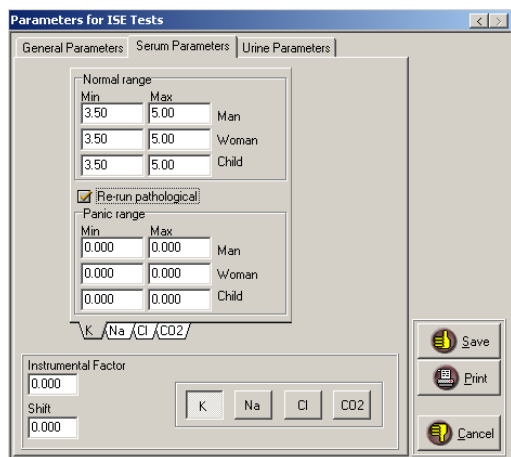 Parameters for ISE Tests
General Parameters Serum Parameters Urine Parameters
Normal range
Min Max
3.50 5.00 Man
3.50 5.00 Woman
3.50 5.00 Child
Re-run pathological
Panic range
Min Max
0.000 0.000 Man
0.000 0.000 Woman
0.000 0.000 Child
K Na Cl CO2
Instrumental Factor
0.000
Shift
0.000
K Na Cl CO2
Save
Print
Cancel